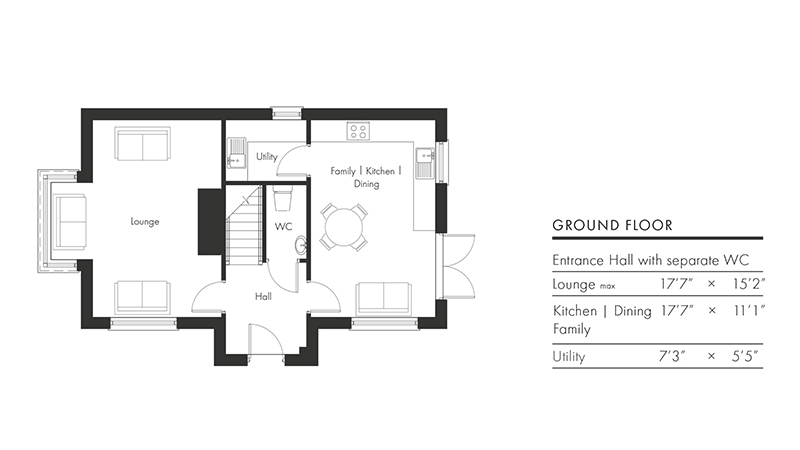 Utility
Family | Kitchen |
Dining
Lounge
WC
Hall
GROUND FLOOR
Entrance Hall with separate WC
Lounge max 17'7" × 15'2"
Kitchen | Dining 17'7" × 11'1"
Family
Utility 7'3" × 5'5"